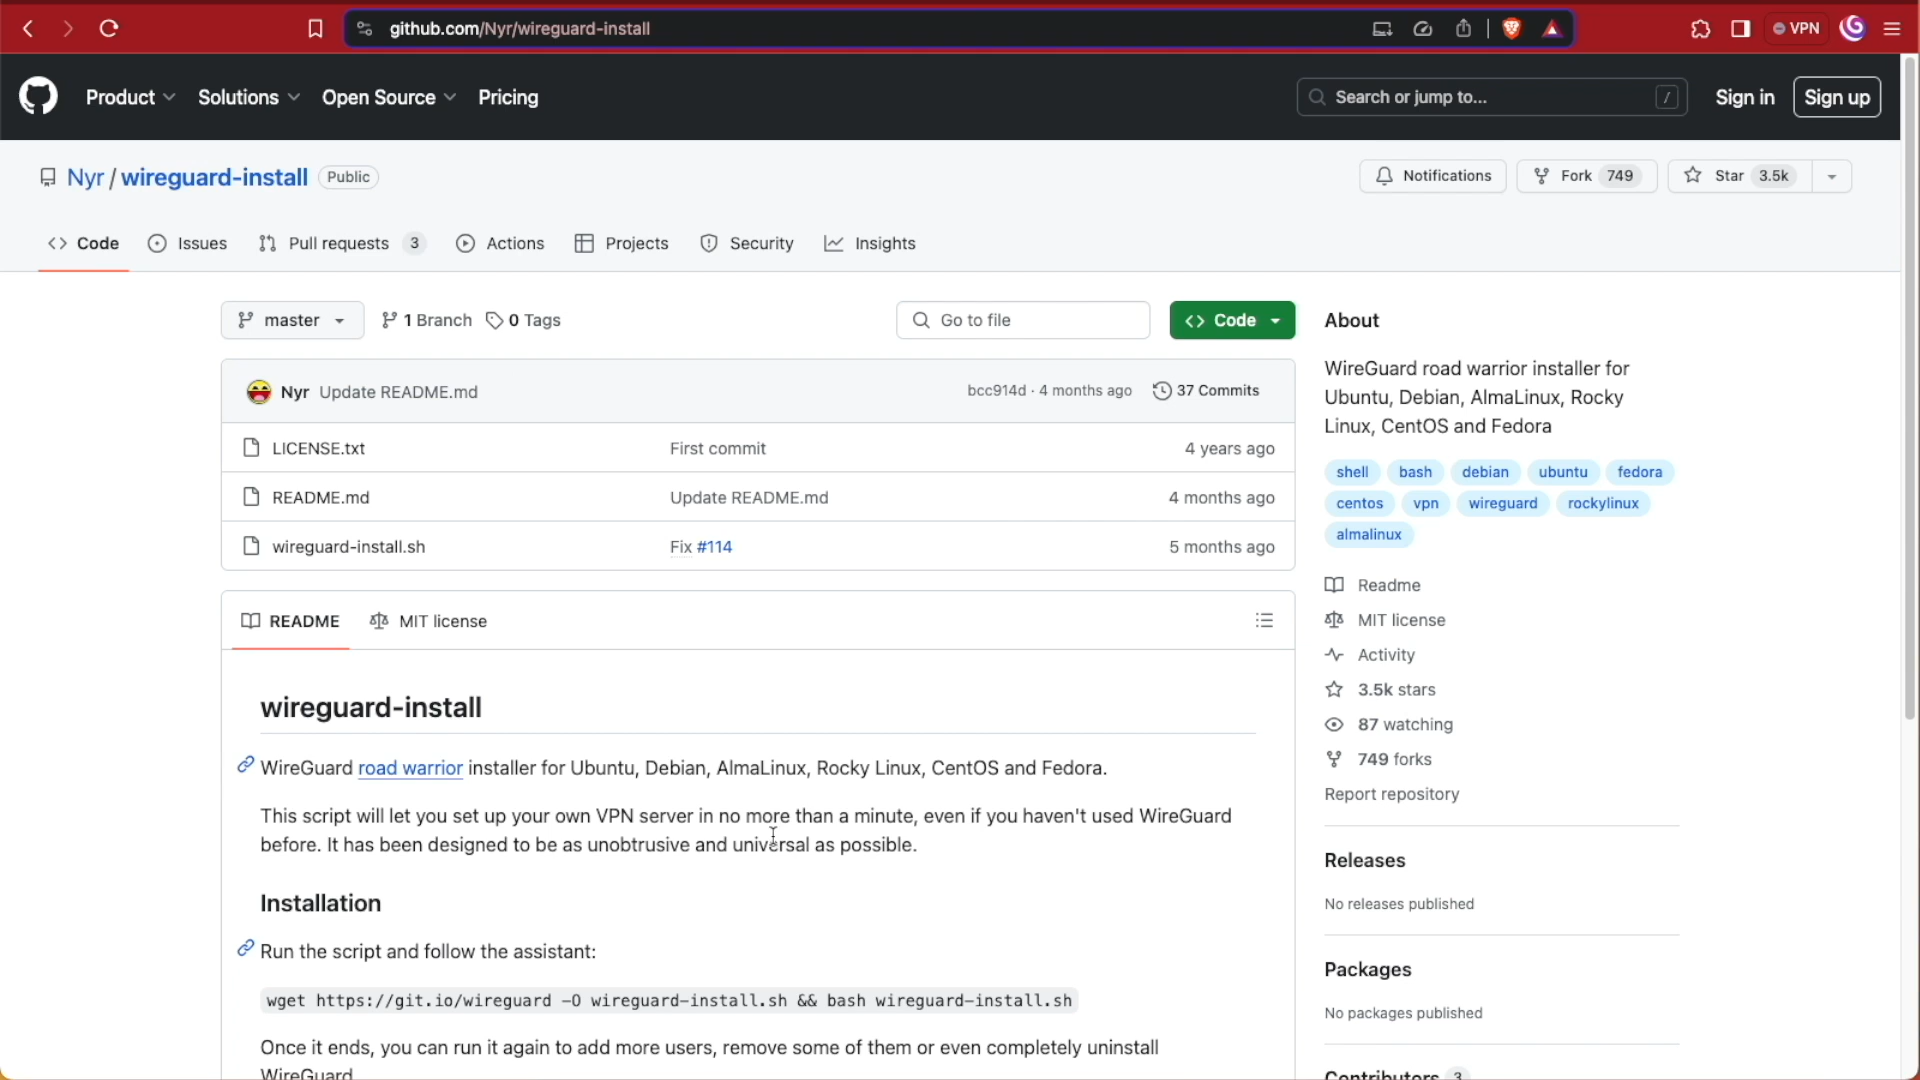 github.com/Nyr/wireguard-install
VPN
Product
Solutions
Open Source
Pricing
Search or jump to...
/
Sign in
Sign up
Nyr / wireguard-install Public
Notifications
Fork 749
Star 3.5k
Code
Issues
Pull requests 3
Actions
Projects
Security
Insights
master
1 Branch
0 Tags
Go to file
Code
Nyr Update README.md bcc914d · 4 months ago 37 Commits
LICENSE.txt First commit 4 years ago
README.md Update README.md 4 months ago
wireguard-install.sh Fix #114 5 months ago
README
MIT license
wireguard-install
WireGuard road warrior installer for Ubuntu, Debian, AlmaLinux, Rocky Linux, CentOS and Fedora.
This script will let you set up your own VPN server in no more than a minute, even if you haven't used WireGuard
before. It has been designed to be as unobtrusive and universal as possible.
Installation
Run the script and follow the assistant:
wget https://git.io/wireguard -O wireguard-install.sh && bash wireguard-install.sh
Once it ends, you can run it again to add more users, remove some of them or even completely uninstall
WireGuard
About
WireGuard road warrior installer for
Ubuntu, Debian, AlmaLinux, Rocky
Linux, CentOS and Fedora
shell bash debian ubuntu fedora
centos vpn wireguard rockylinux
almalinux
Readme
MIT license
Activity
3.5k stars
87 watching
749 forks
Report repository
Releases
No releases published
Packages
No packages published
Contributors 3